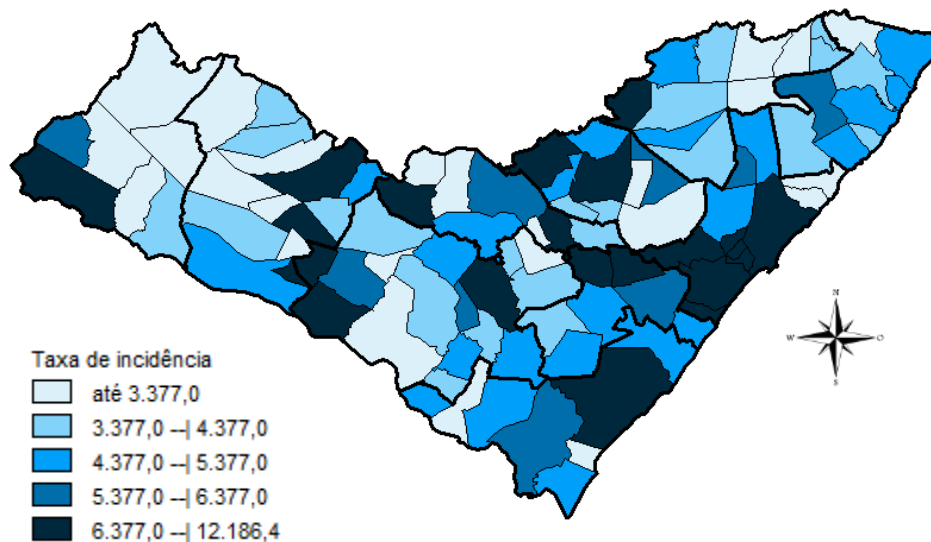 Taxa de incidência
até 3.377,0
3.377,0 --| 4.377,0
4.377,0 --| 5.377,0
5.377,0 --| 6.377,0
6.377,0 --| 12.186,4
N
W
O
S